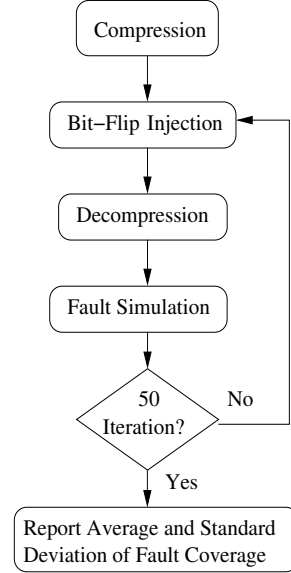 Compression
Bit−Flip Injection
Decompression
Fault Simulation
50
Iteration?
No
Yes
Report Average and Standard
Deviation of Fault Coverage